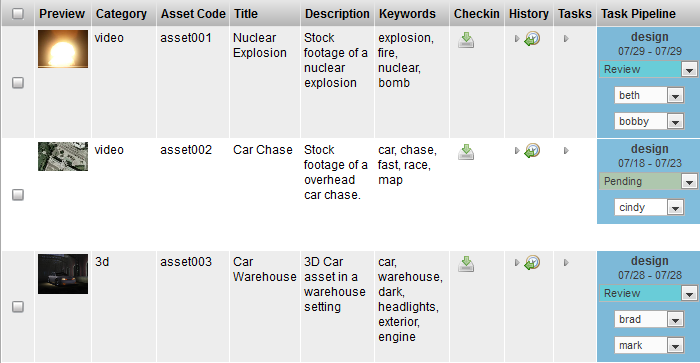 Preview Category Asset Code Title Description Keywords Checkin History Tasks Task Pipeline
video asset001 Nuclear Explosion Stock footage of a nuclear explosion explosion, fire, nuclear, bomb
design
07/29 - 07/29
Review
beth
bobby
video asset002 Car Chase Stock footage of a overhead car chase. car, chase, fast, race, map
design
07/18 - 07/23
Pending
cindy
3d asset003 Car Warehouse 3D Car asset in a warehouse setting car, warehouse, dark, headlights, exterior, engine
design
07/28 - 07/28
Review
brad
mark